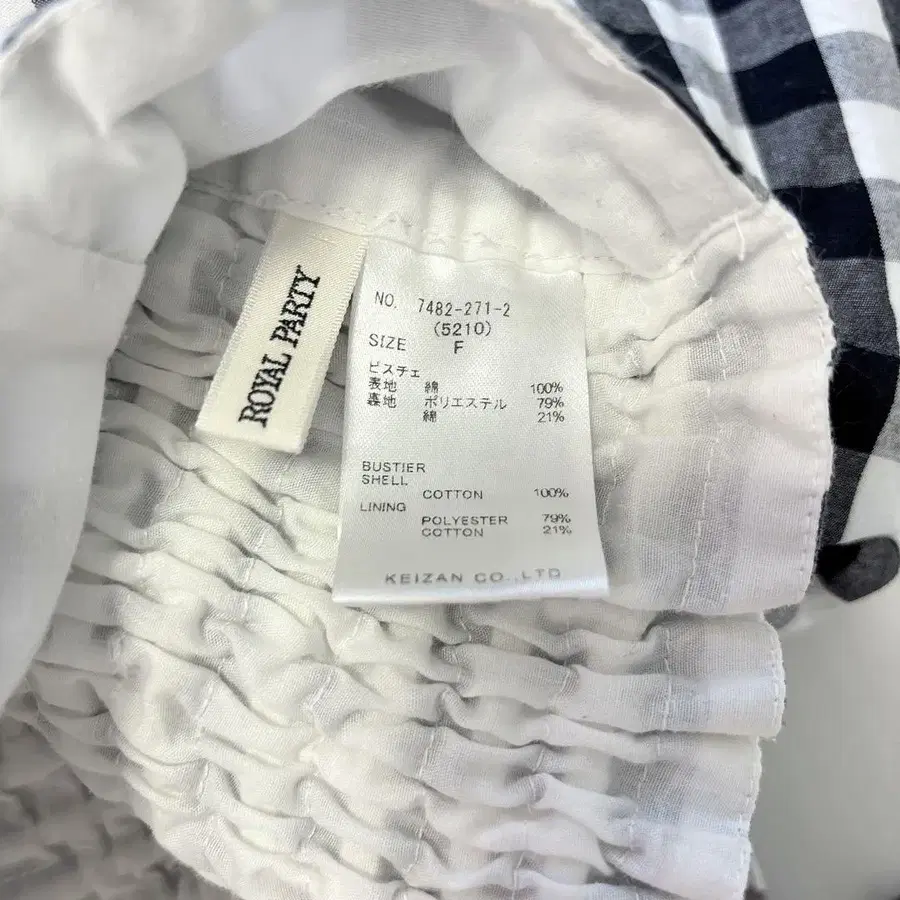 ROYAL PARTY
NO. 7482-271-2
(5210)
SIZE F
ビスチェ
表地 綿 100%
裏地 ポリエステル 79%
綿 21%
BUSTIER
SHELL
COTTON 100%
LINING
POLYESTER 79%
COTTON 21%
KEIZAN CO.,LTD